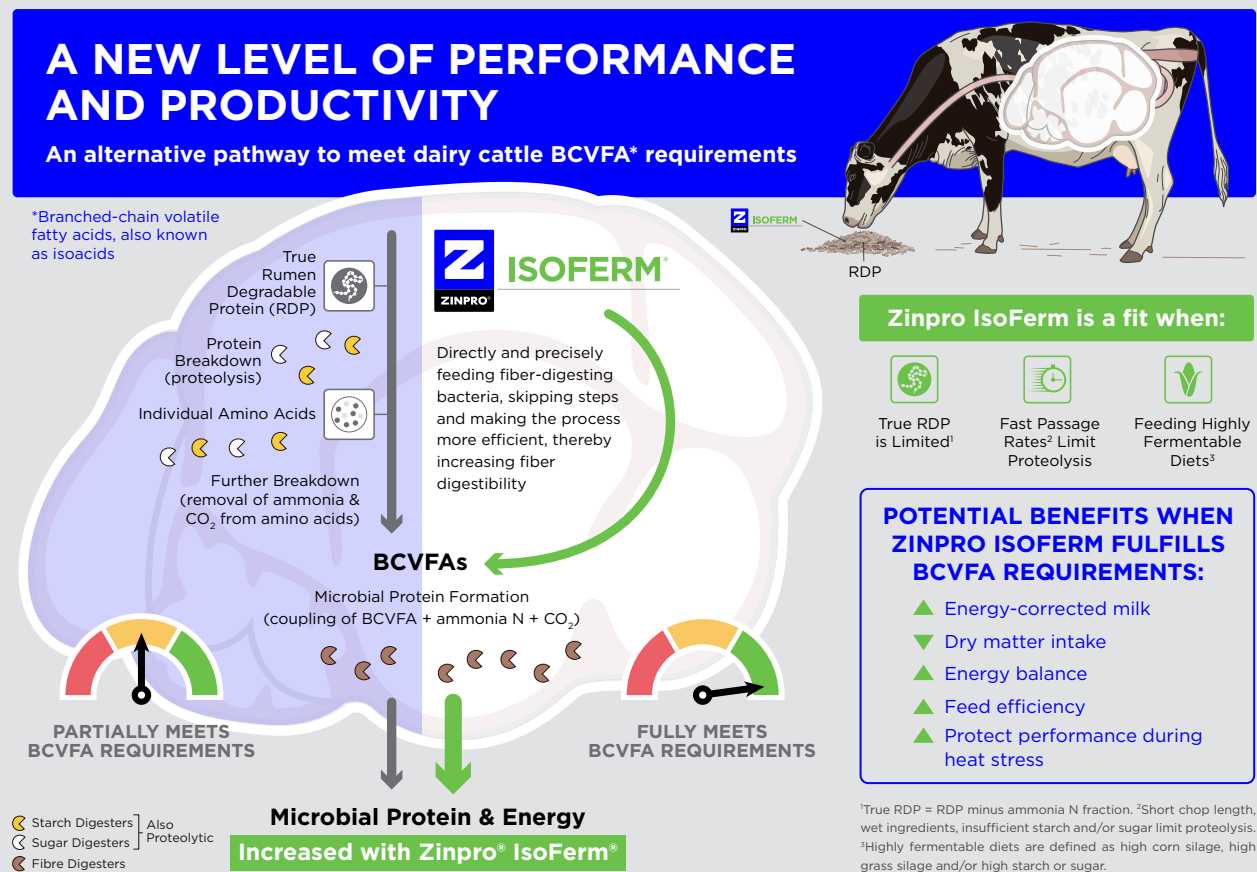 A NEW LEVEL OF PERFORMANCE
AND PRODUCTIVITY
An alternative pathway to meet dairy cattle BCVFA* requirements
*Branched-chain volatile
fatty acids, also known
as isoacids
True
Rumen
Degradable
Protein (RDP)
Protein
Breakdown
(proteolysis)
Individual Amino Acids
Further Breakdown
(removal of ammonia &
CO₂ from amino acids)
Z
ZINPRO®
ISOFERM®
Directly and precisely
feeding fiber-digesting
bacteria, skipping steps
and making the process
more efficient, thereby
increasing fiber
digestibility
BCVFAs
Microbial Protein Formation
(coupling of BCVFA + ammonia N + CO₂)
PARTIALLY MEETS
BCVFA REQUIREMENTS
FULLY MEETS
BCVFA REQUIREMENTS
Microbial Protein & Energy
Increased with Zinpro® IsoFerm®
Starch Digesters
Sugar Digesters
Also
Proteolytic
Fibre Digesters
Z
ZINPRO
ISOFERM
RDP
Zinpro IsoFerm is a fit when:
True RDP
is Limited¹
Fast Passage
Rates² Limit
Proteolysis
Feeding Highly
Fermentable
Diets³
POTENTIAL BENEFITS WHEN
ZINPRO ISOFERM FULFILLS
BCVFA REQUIREMENTS:
Energy-corrected milk
Dry matter intake
Energy balance
Feed efficiency
Protect performance during
heat stress
¹True RDP = RDP minus ammonia N fraction. ²Short chop length,
wet ingredients, insufficient starch and/or sugar limit proteolysis.
³Highly fermentable diets are defined as high corn silage, high
grass silage and/or high starch or sugar.